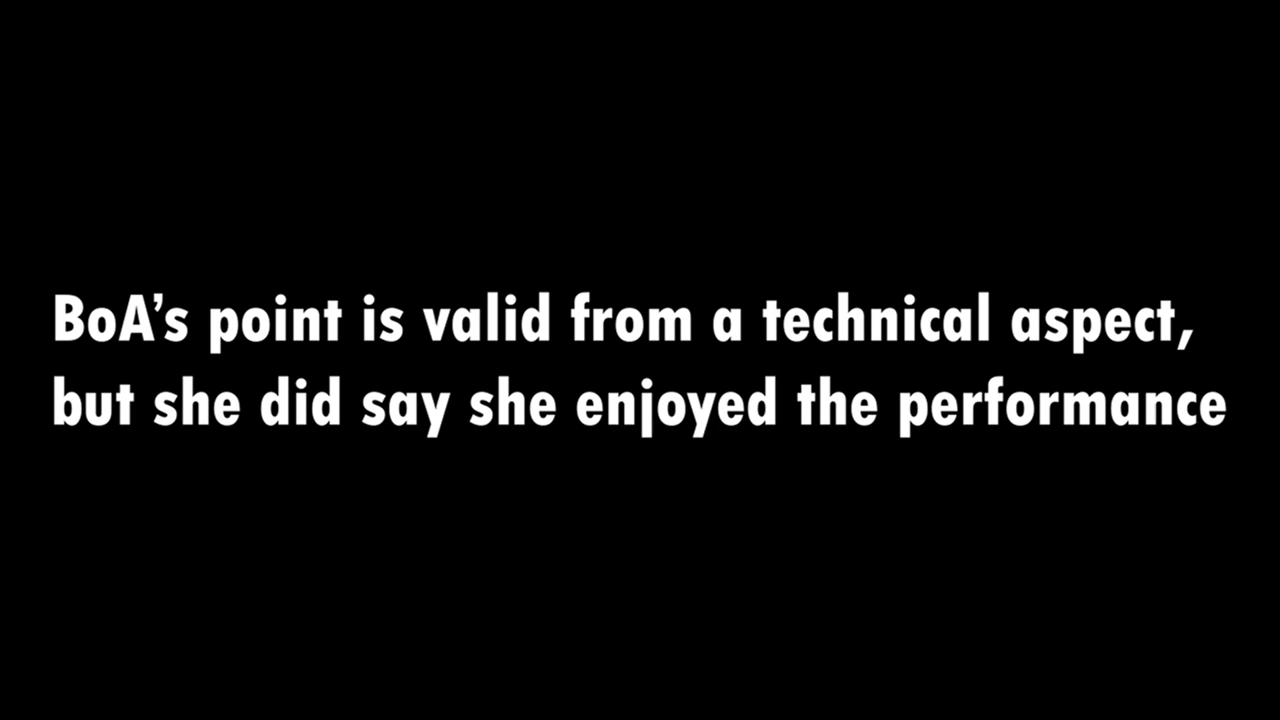 BoA’s point is valid from a technical aspect,
but she did say she enjoyed the performance